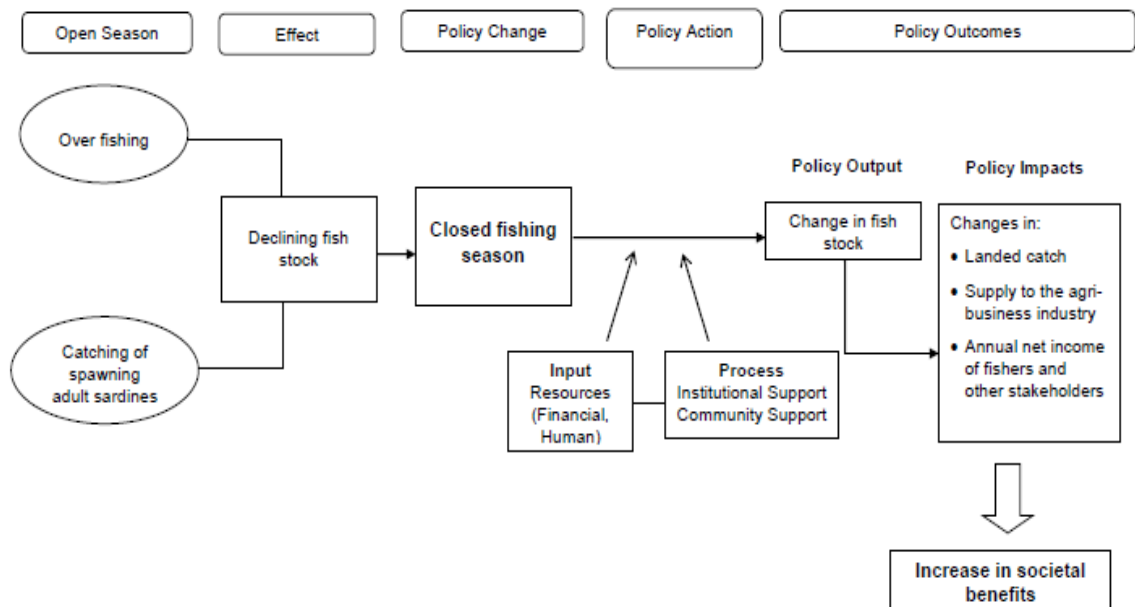 Open Season
Effect
Policy Change
Policy Action
Policy Outcomes
Over fishing
Catching of
spawning
adult sardines
Declining fish
stock
Closed fishing
season
Input
Resources
(Financial,
Human)
Process
Institutional Support
Community Support
Policy Output
Change in fish
stock
Policy Impacts
Changes in:
• Landed catch
• Supply to the agri-
business industry
• Annual net income
of fishers and
other stakeholders
Increase in societal
benefits